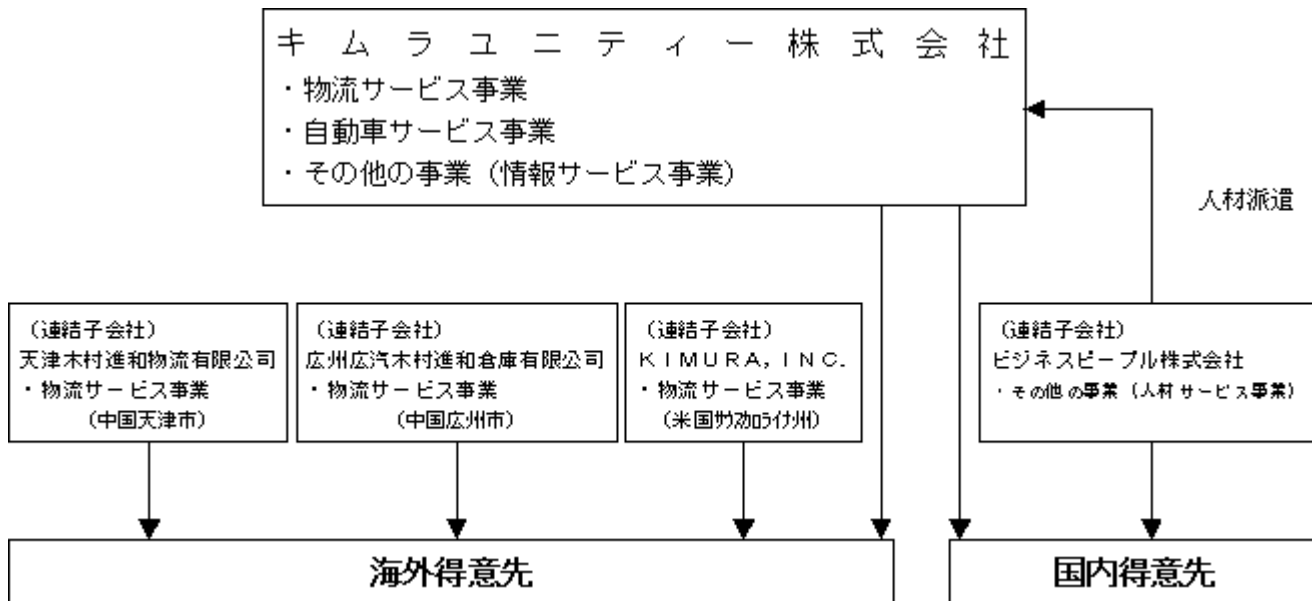 キムラユニティー株式会社
・物流サービス事業
・自動車サービス事業
・その他の事業（情報サービス事業）
人材派遣
（連結子会社）
天津木村進和物流有限公司
・物流サービス事業
（中国天津市）
（連結子会社）
広州広汽木村進和倉庫有限公司
・物流サービス事業
（中国広州市）
（連結子会社）
ＫＩＭＵＲＡ，ＩＮＣ．
・物流サービス事業
（米国ｻｳｽｶﾛﾗｲﾅ州）
（連結子会社）
ビジネスピープル株式会社
・その他の事業（人材サービス事業）
海外得意先
国内得意先